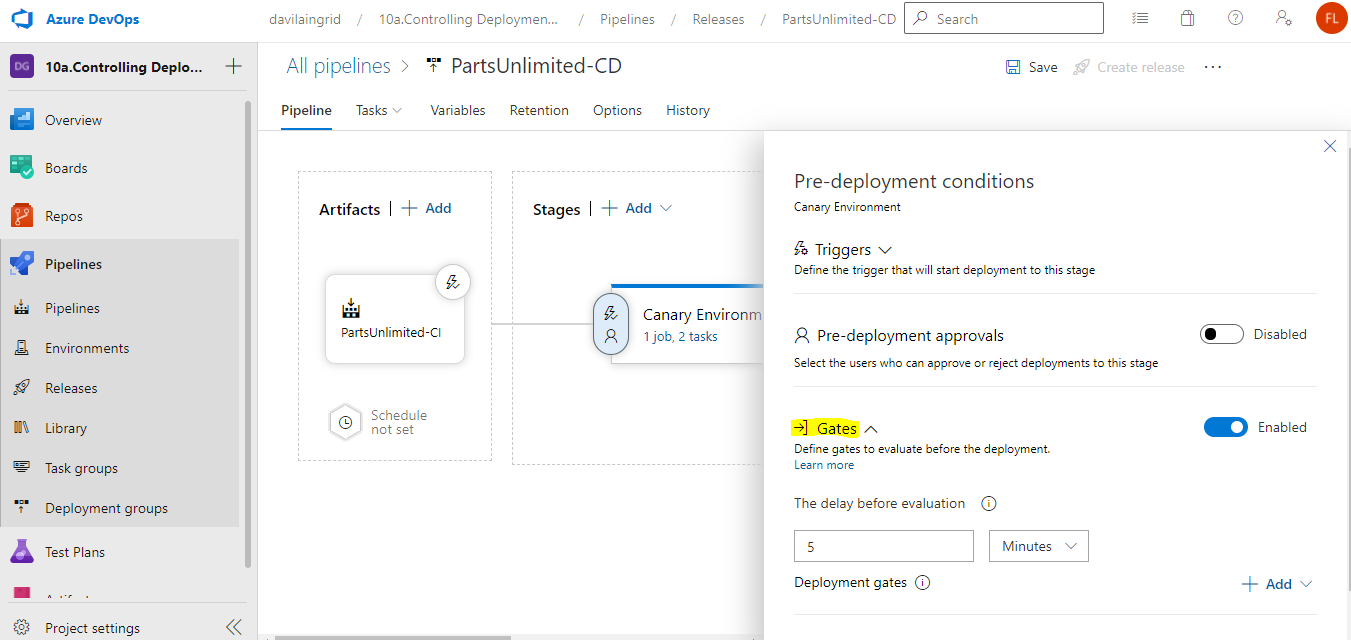 Azure DevOps
davilaingrid / 10a.Controlling Deploymen... / Pipelines / Releases / PartsUnlimited-CD
Search
FL
DG
10a.Controlling Deplo...
Overview
Boards
Repos
Pipelines
Pipelines
Environments
Releases
Library
Task groups
Deployment groups
Test Plans
Project settings
All pipelines > PartsUnlimited-CD
Save
Create release
Pipeline
Tasks
Variables
Retention
Options
History
Artifacts | + Add
PartsUnlimited-CI
Schedule
not set
Stages | + Add
Canary Environm
1 job, 2 tasks
Pre-deployment conditions
Canary Environment
Triggers
Define the trigger that will start deployment to this stage
Pre-deployment approvals
Disabled
Select the users who can approve or reject deployments to this stage
Gates
Enabled
Define gates to evaluate before the deployment.
Learn more
The delay before evaluation
5
Minutes
Deployment gates
+ Add